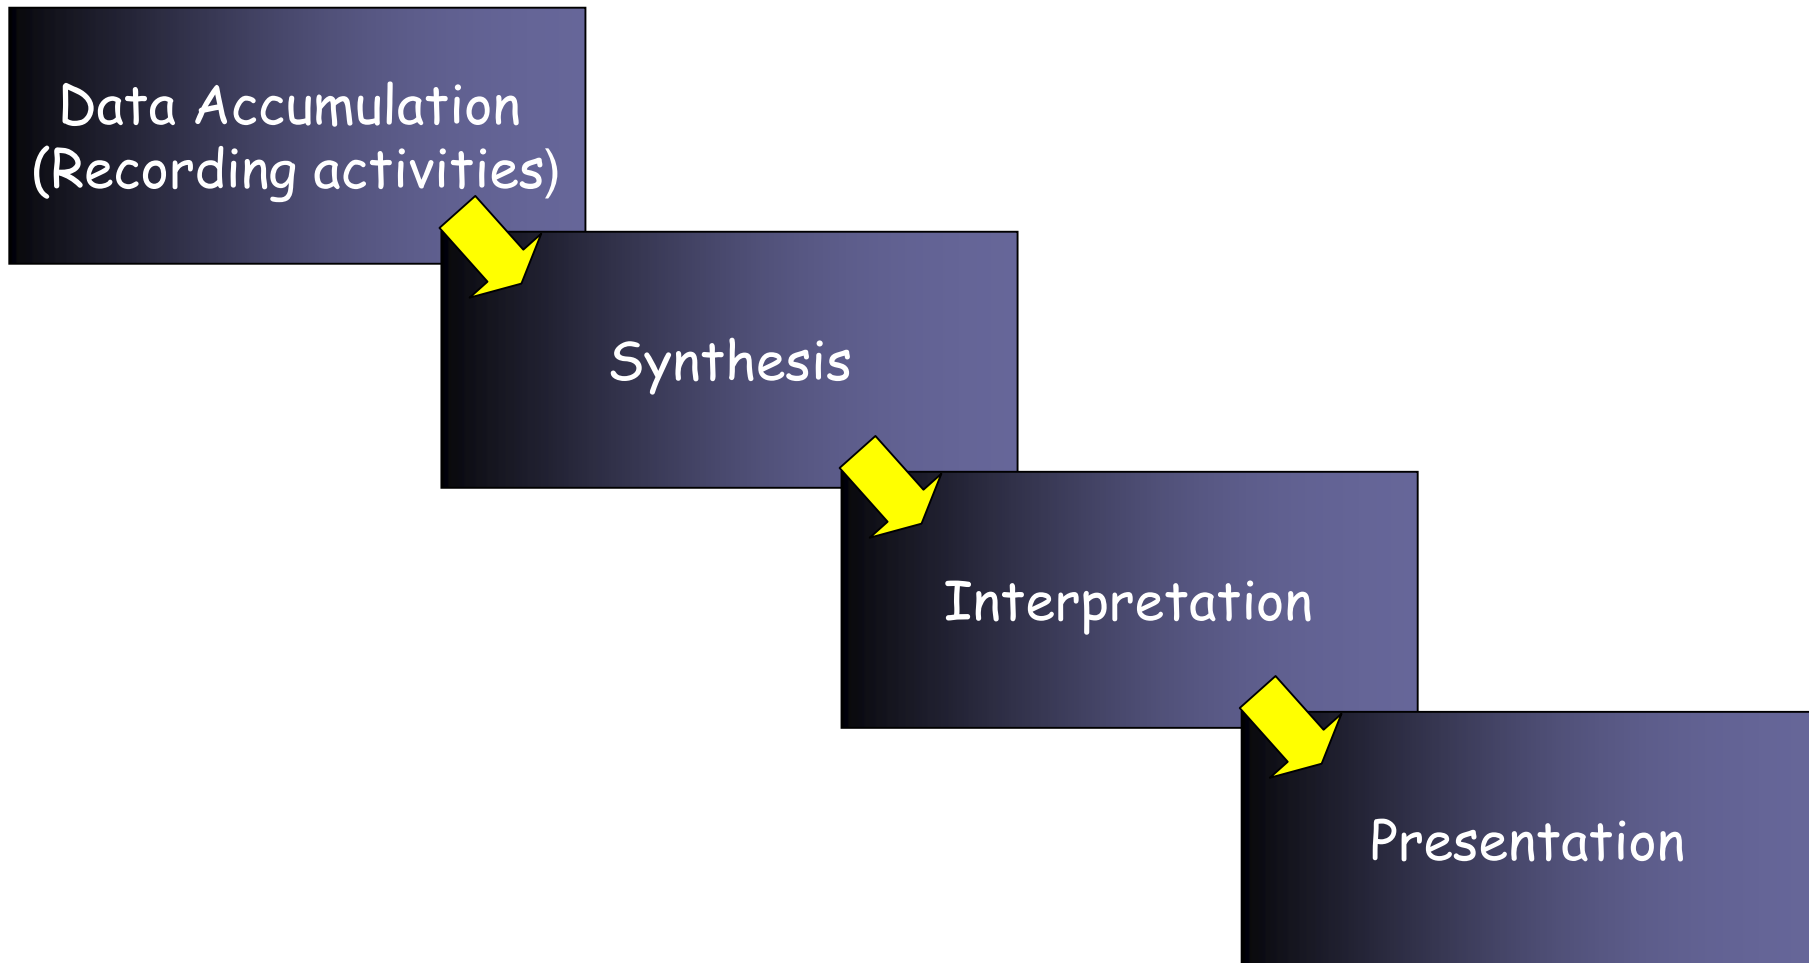 Data Accumulation
(Recording activities)
Synthesis
Interpretation
Presentation